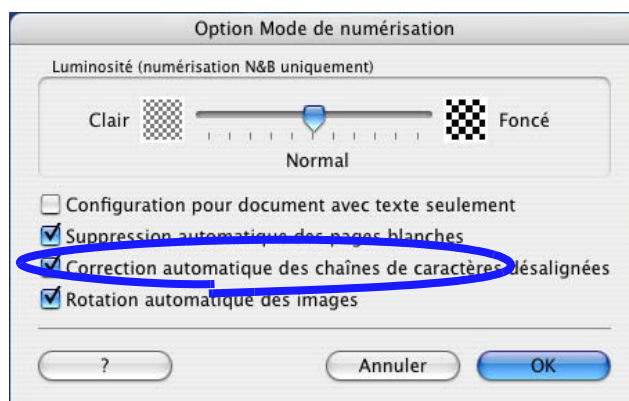 Option Mode de numérisation
Luminosité (numérisation N&B uniquement)
Clair Foncé
Normal
Configuration pour document avec texte seulement
Suppression automatique des pages blanches
Correction automatique des chaînes de caractères désalignées
Rotation automatique des images
? Annuler OK